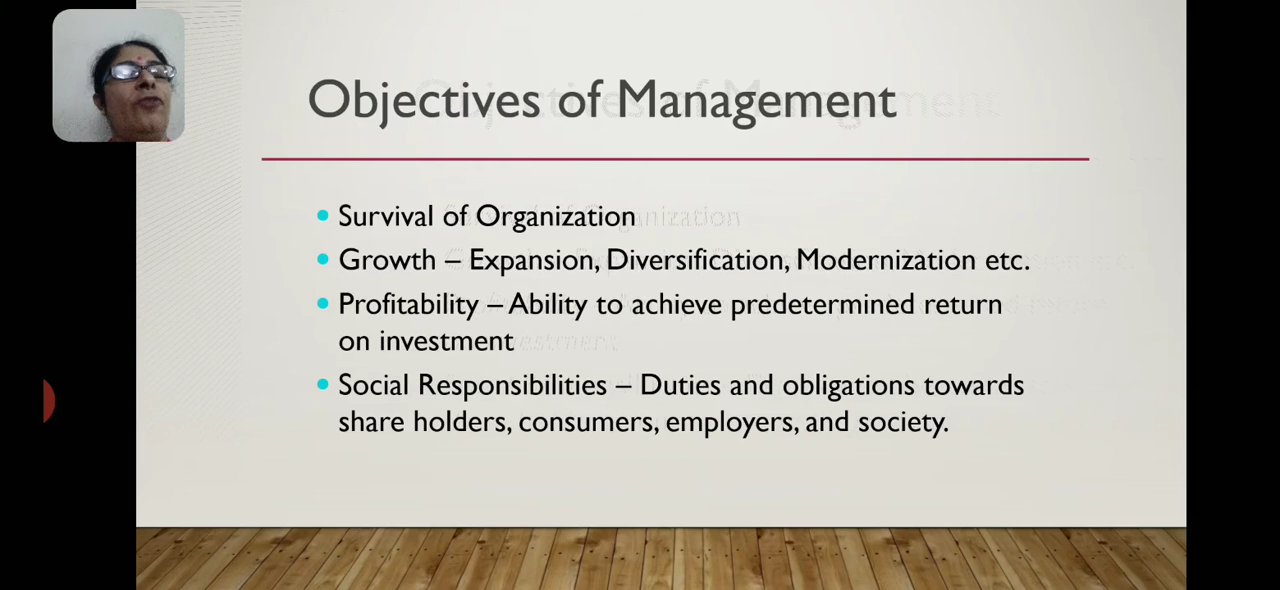 Objectives of Management
• Survival of Organization
• Growth – Expansion, Diversification, Modernization etc.
• Profitability – Ability to achieve predetermined return
on investment
• Social Responsibilities – Duties and obligations towards
share holders, consumers, employers, and society.